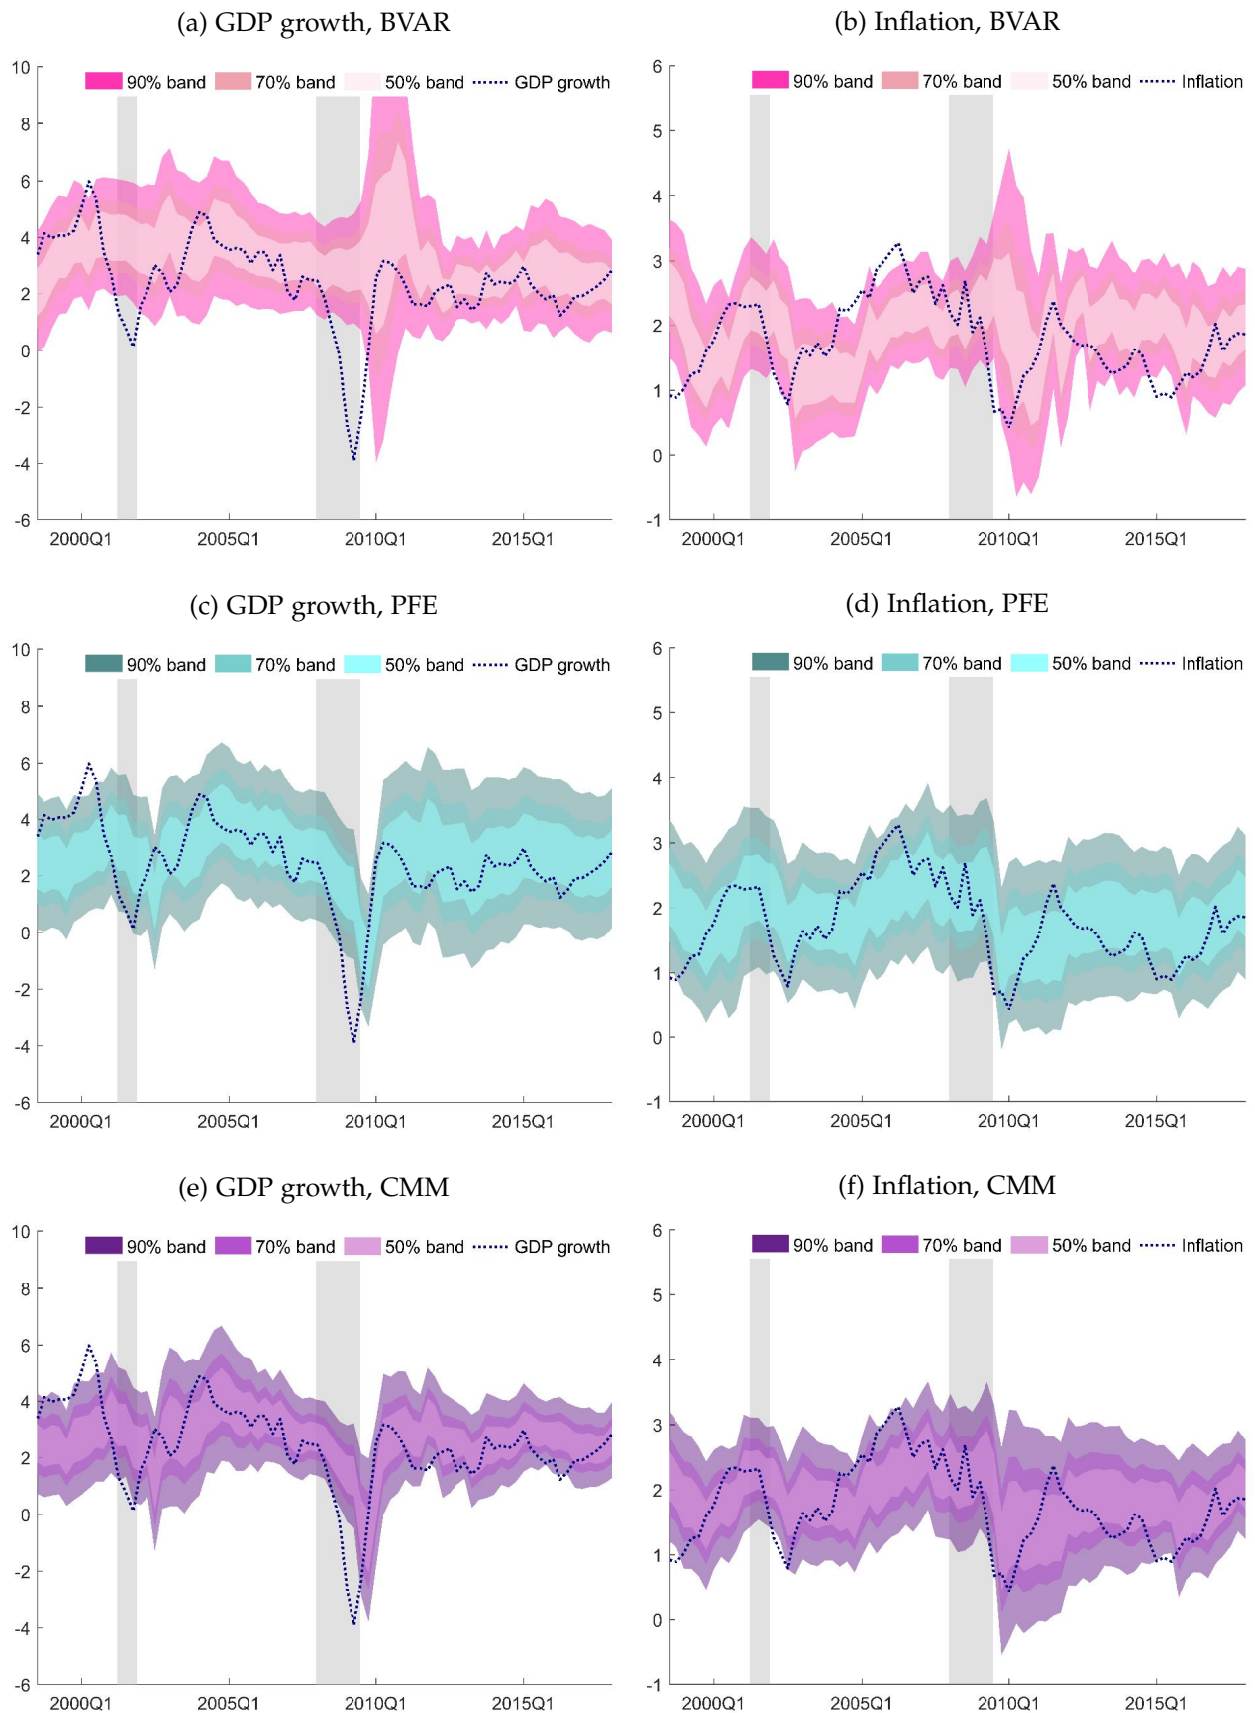 (a) GDP growth, BVAR
10
8
6
4
2
0
-2
-4
-6
90% band 70% band 50% band GDP growth
2000Q1 2005Q1 2010Q1 2015Q1
(b) Inflation, BVAR
6
5
4
3
2
1
0
-1
90% band 70% band 50% band Inflation
2000Q1 2005Q1 2010Q1 2015Q1
(c) GDP growth, PFE
10
8
6
4
2
0
-2
-4
-6
90% band 70% band 50% band GDP growth
2000Q1 2005Q1 2010Q1 2015Q1
(d) Inflation, PFE
6
5
4
3
2
1
0
-1
90% band 70% band 50% band Inflation
2000Q1 2005Q1 2010Q1 2015Q1
(e) GDP growth, CMM
10
8
6
4
2
0
-2
-4
-6
90% band 70% band 50% band GDP growth
2000Q1 2005Q1 2010Q1 2015Q1
(f) Inflation, CMM
6
5
4
3
2
1
0
-1
90% band 70% band 50% band Inflation
2000Q1 2005Q1 2010Q1 2015Q1